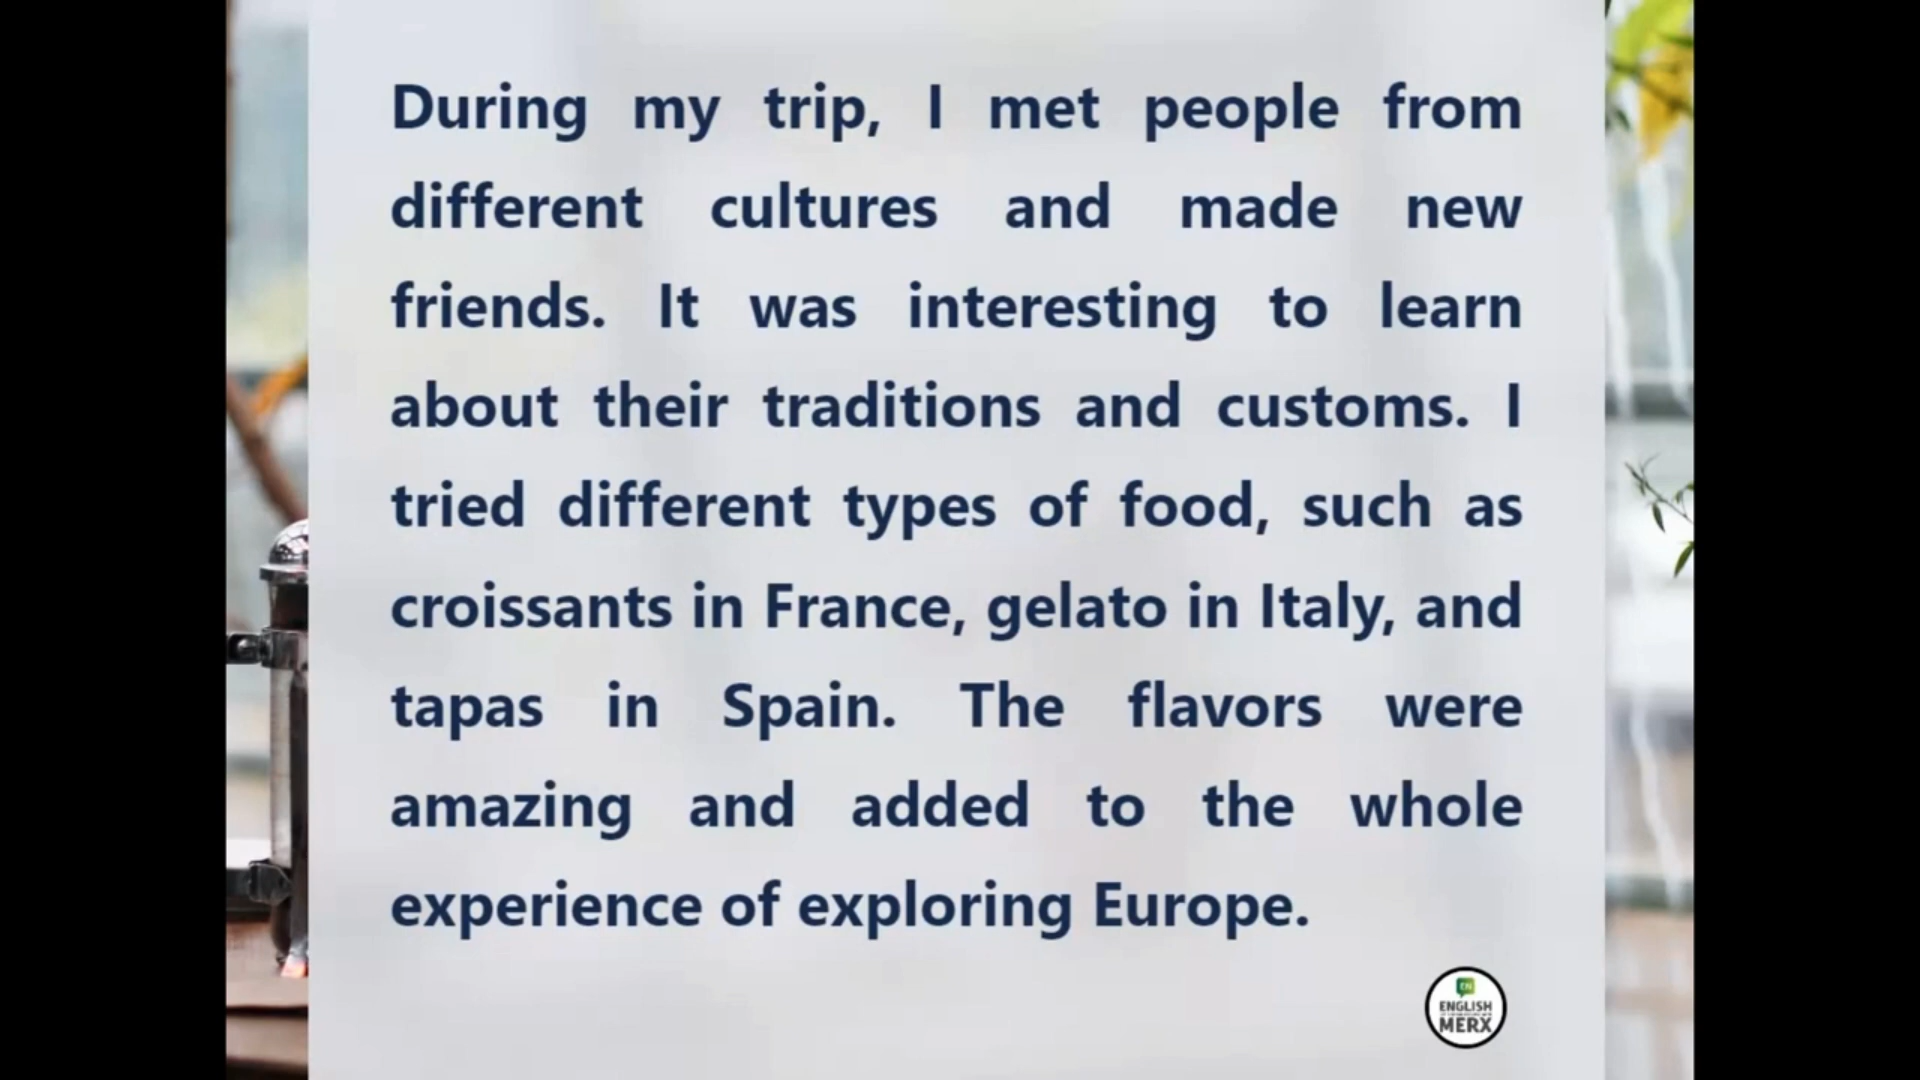 During my trip, I met people from
different cultures and made new
friends. It was interesting to learn
about their traditions and customs. I
tried different types of food, such as
croissants in France, gelato in Italy, and
tapas in Spain. The flavors were
amazing and added to the whole
experience of exploring Europe.
EN
ENGLISH
MERX